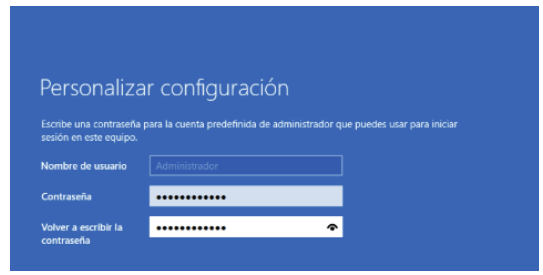 Personalizar configuración
Escribe una contraseña para la cuenta predefinida de administrador que puedes usar para iniciar
sesión en este equipo.
Nombre de usuario
Administrador
Contraseña
••••••••••••
Volver a escribir la
contraseña
••••••••••••